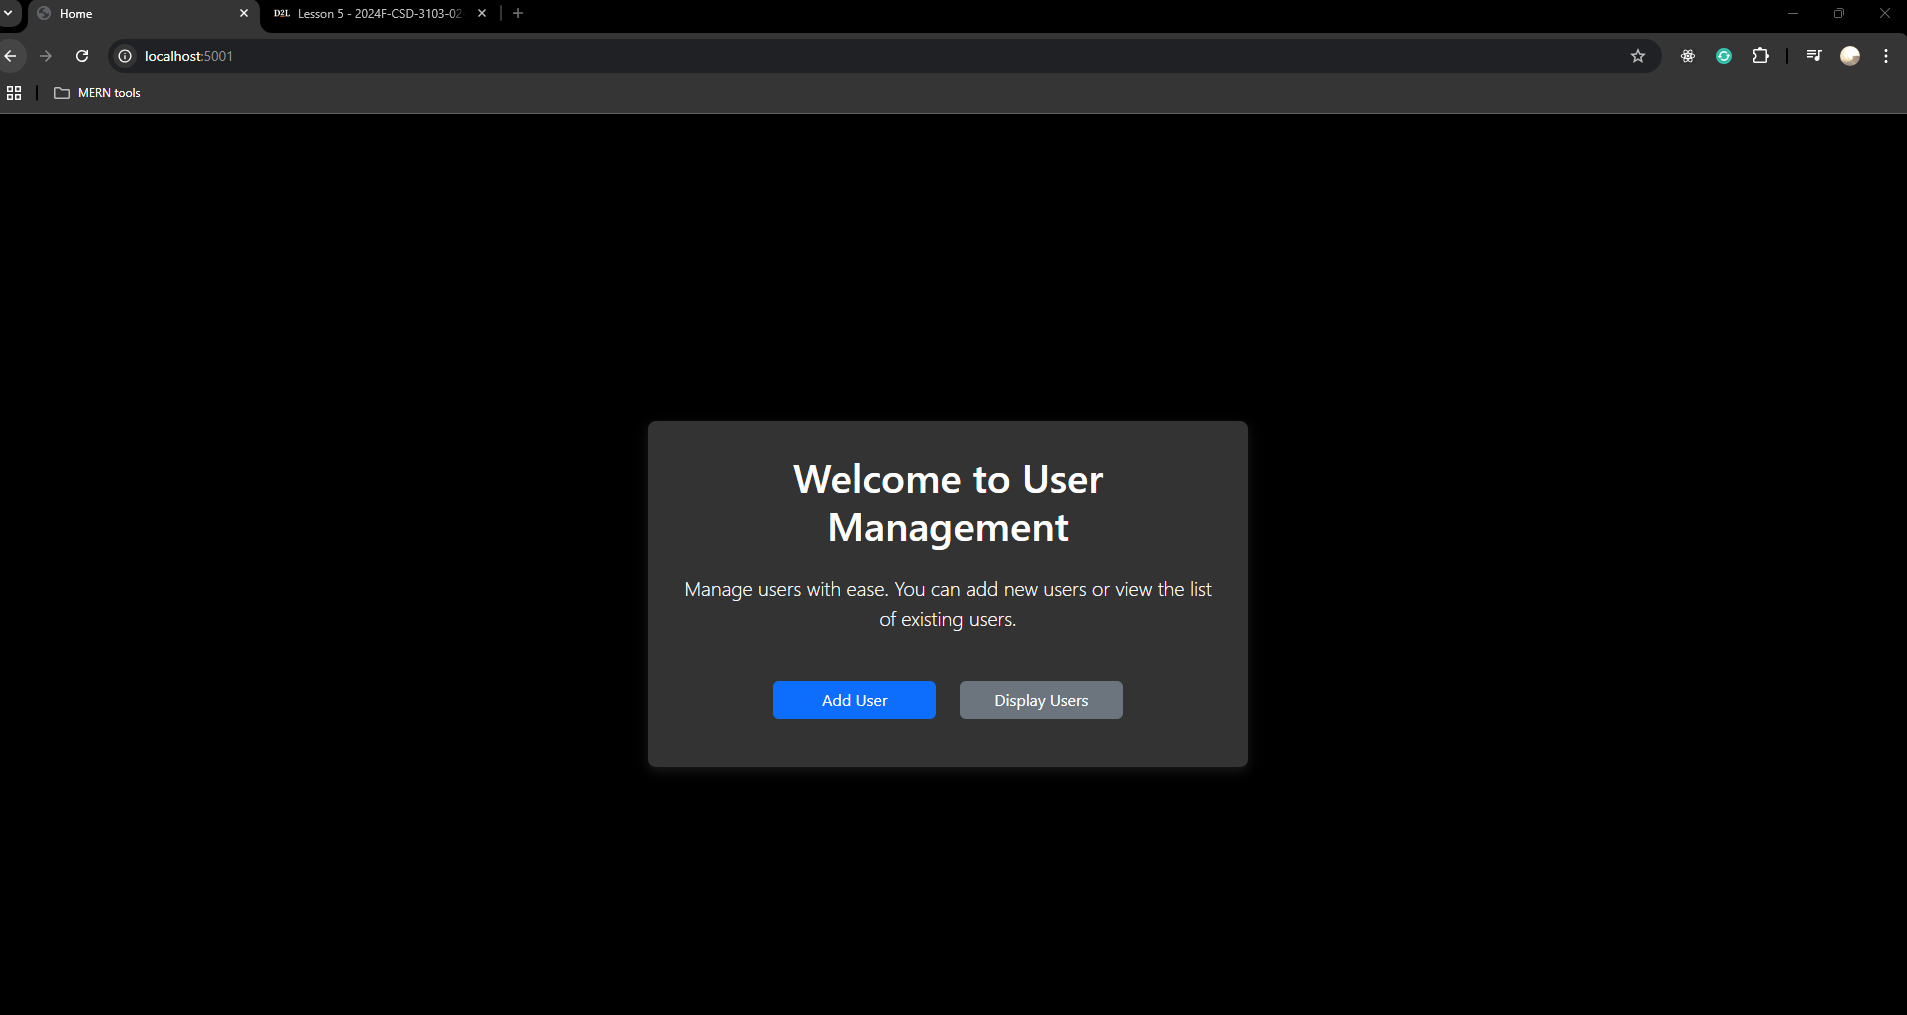 Home
D2L Lesson 5 - 2024F-CSD-3103-02
localhost:5001
MERN tools
Welcome to User
Management
Manage users with ease. You can add new users or view the list
of existing users.
Add User
Display Users